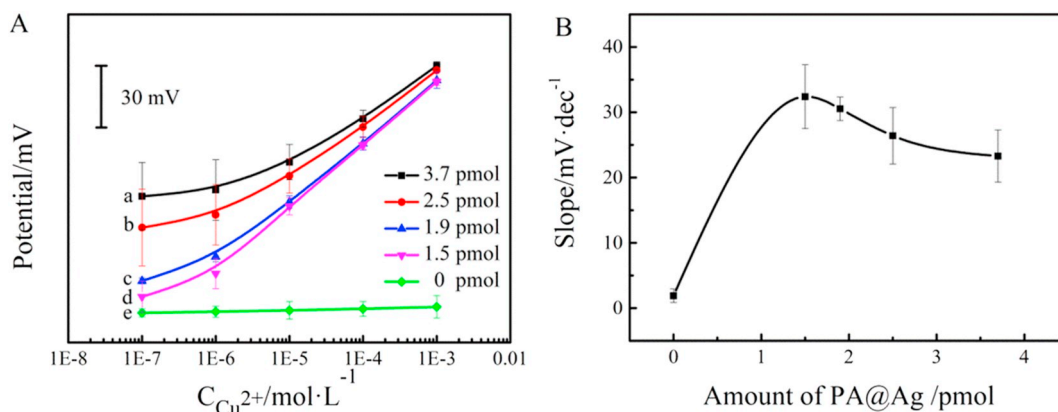 A
30 mV
Potential/mV
a
b
c
d
e
3.7 pmol
2.5 pmol
1.9 pmol
1.5 pmol
0 pmol
1E-8 1E-7 1E-6 1E-5 1E-4 1E-3 0.01
C_Cu²⁺/mol·L⁻¹
B
Slope/mV·dec⁻¹
40
30
20
10
0
0 1 2 3 4
Amount of PA@Ag /pmol